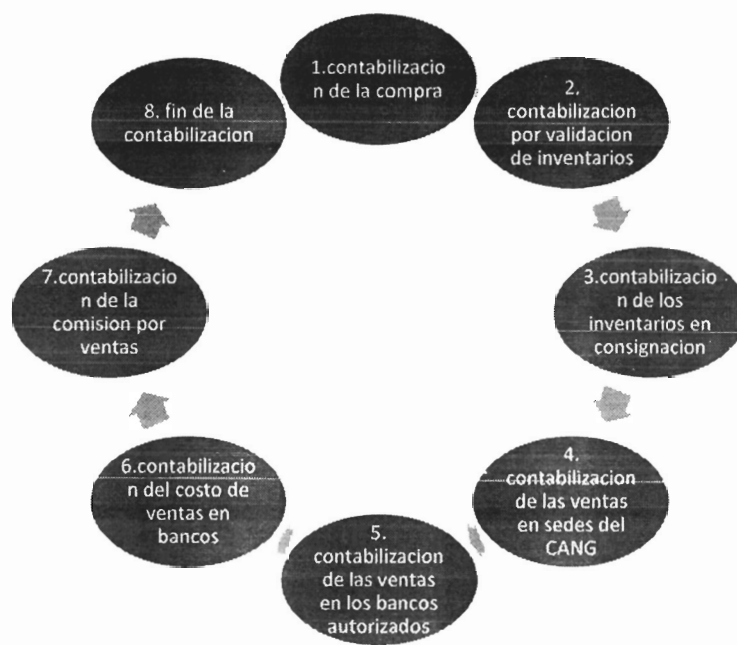 1.contabilizacio
n de la compra
2.
contabilizacion
por validacion
de inventarios
3.contabilizacio
n de los
inventarios en
consignacion
4.
contabilizacion
de las ventas
en sedes del
CANG
5.
contabilizacion
de las ventas
en los bancos
autorizados
6.contabilizacio
n del costo de
ventas en
bancos
7.contabilizacio
n de la
comision por
ventas
8. fin de la
contabilizacion